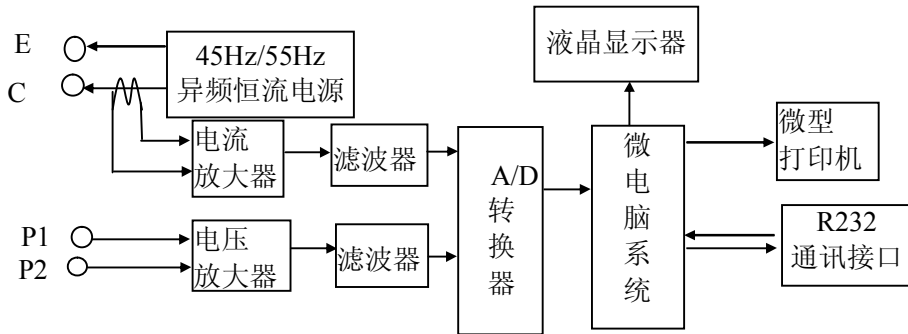 E
C
45Hz/55Hz
异频恒流电源
液晶显示器
电流
放大器
滤波器
A/D
转
换
器
微
电
脑
系
统
微型
打印机
P1
P2
电压
放大器
滤波器
R232
通讯接口